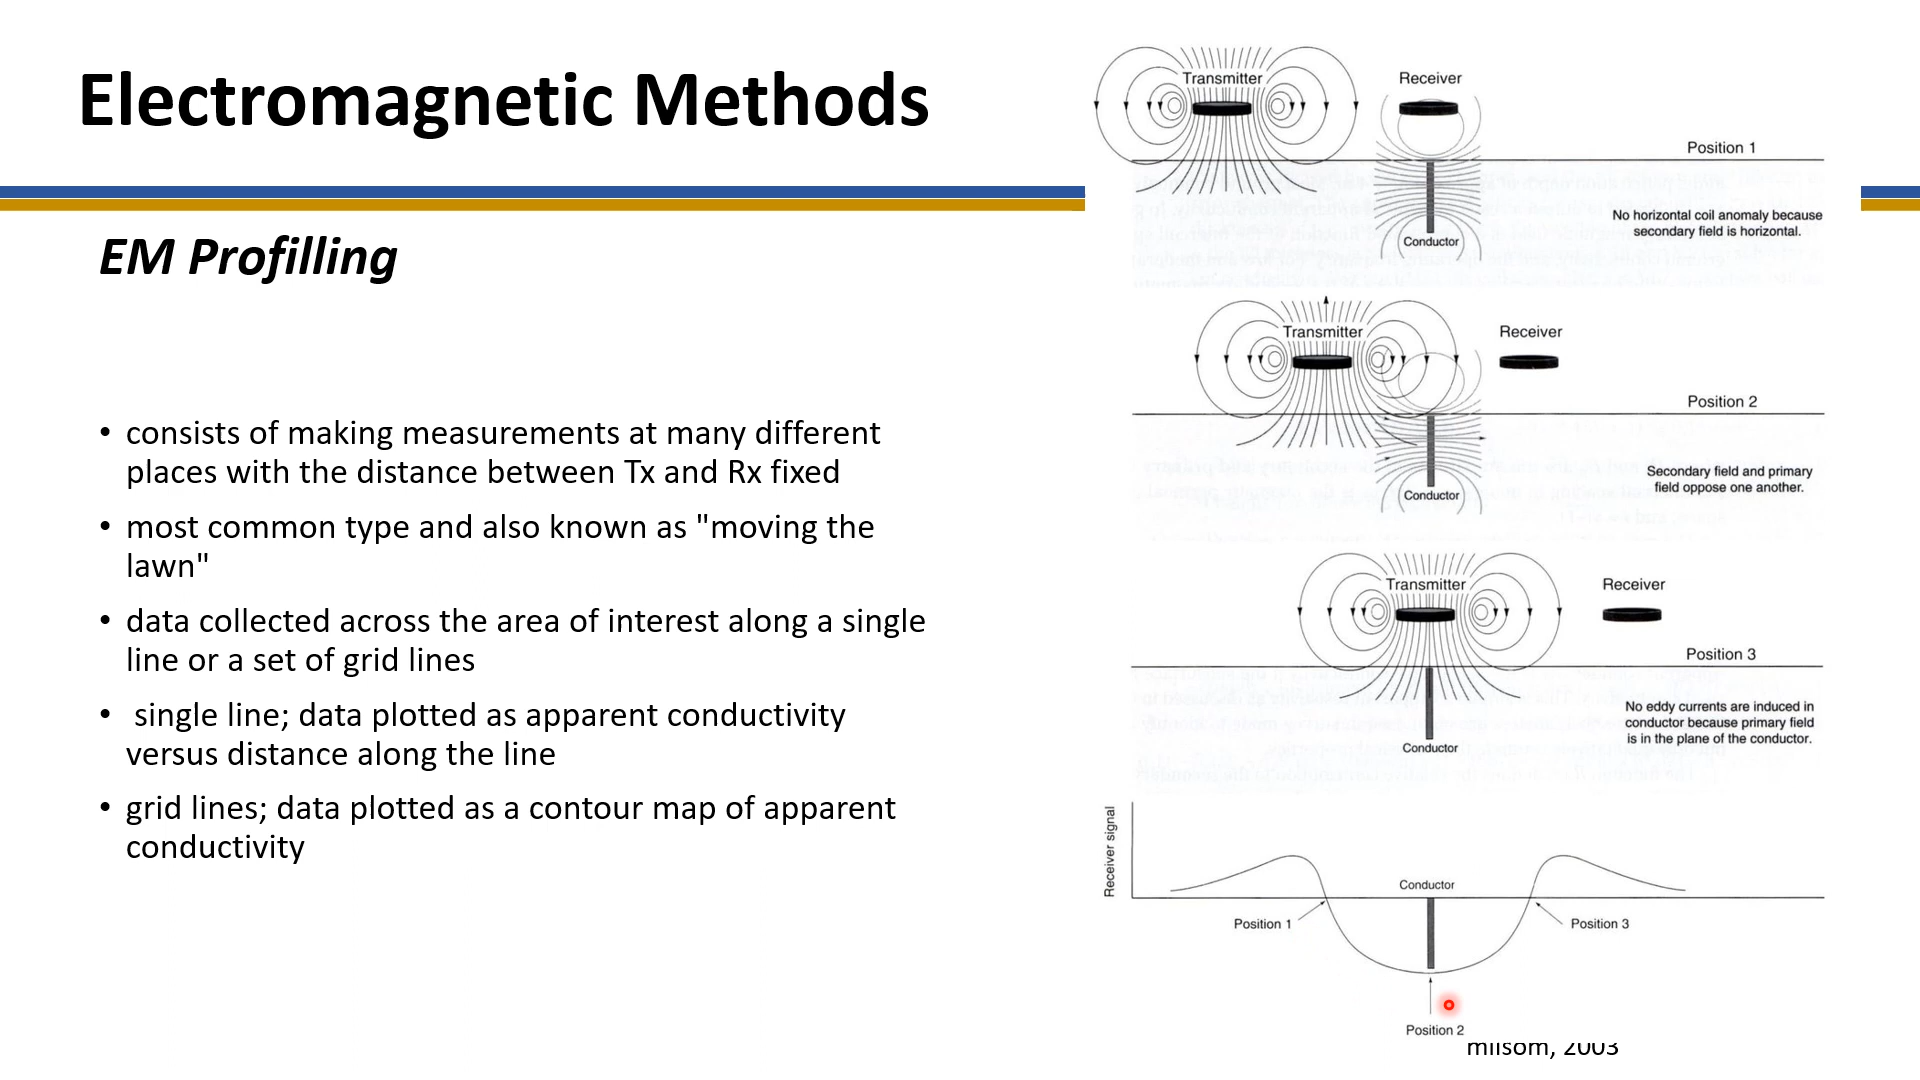 Electromagnetic Methods
EM Profilling
• consists of making measurements at many different
places with the distance between Tx and Rx fixed
• most common type and also known as "moving the
lawn"
• data collected across the area of interest along a single
line or a set of grid lines
• single line; data plotted as apparent conductivity
versus distance along the line
• grid lines; data plotted as a contour map of apparent
conductivity
Transmitter
Receiver
Position 1
No horizontal coil anomaly because
secondary field is horizontal.
Conductor
Transmitter
Receiver
Position 2
Secondary field and primary
field oppose one another.
Conductor
Transmitter
Receiver
Position 3
No eddy currents are induced in
conductor because primary field
is in the plane of the conductor.
Conductor
Receiver signal
Conductor
Position 1
Position 3
Position 2
milsom, 2003